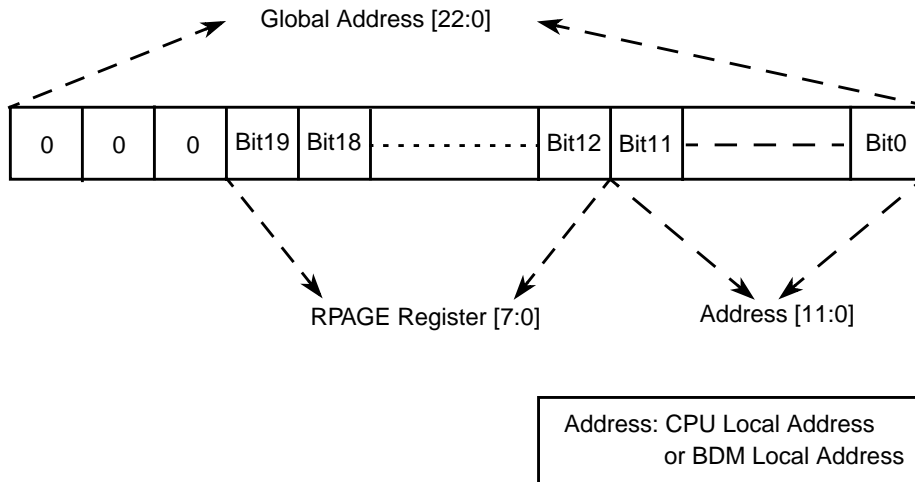 Global Address [22:0]
0 0 0 Bit19 Bit18 Bit12 Bit11 Bit0
RPAGE Register [7:0] Address [11:0]
Address: CPU Local Address
or BDM Local Address